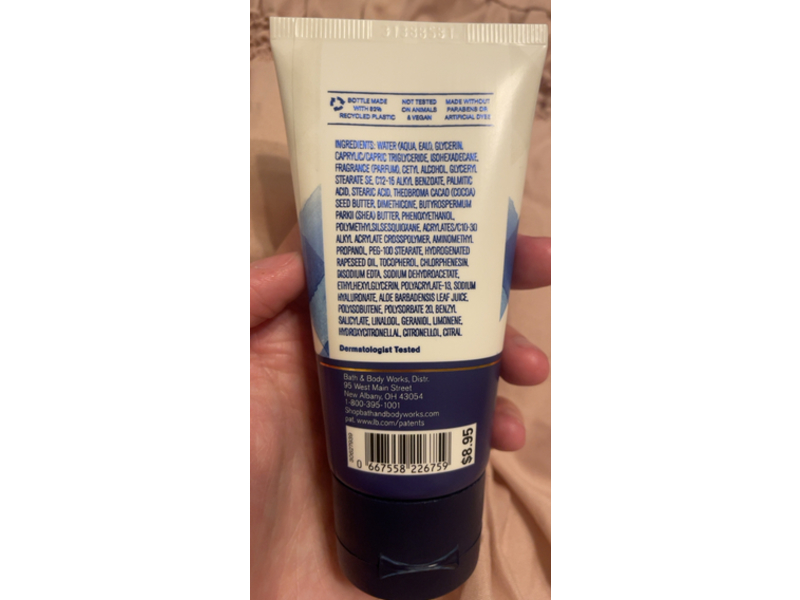 BOTTLE MADE
WITH 69%
RECYCLED PLASTIC
NOT TESTED
ON ANIMALS
& VEGAN
MADE WITHOUT
PARABENS OR
ARTIFICIAL DYES
INGREDIENTS: WATER (AQUA, EAU), GLYCERIN,
CAPRYLIC/CAPRIC TRIGLYCERIDE, ISOHEXADECANE,
FRAGRANCE (PARFUM), CETYL ALCOHOL, GLYCERYL
STEARATE SE, C12-15 ALKYL BENZOATE, PALMITIC
ACID, STEARIC ACID, THEOBROMA CACAO (COCOA)
SEED BUTTER, DIMETHICONE, BUTYROSPERMUM
PARKII (SHEA) BUTTER, PHENOXYETHANOL,
POLYMETHYLSILSESQUIOXANE, ACRYLATES/C10-30
ALKYL ACRYLATE CROSSPOLYMER, AMINOMETHYL
PROPANOL, PEG-100 STEARATE, HYDROGENATED
RAPESEED OIL, TOCOPHEROL, CHLORPHENESIN,
DISODIUM EDTA, SODIUM DEHYDROACETATE,
ETHYLHEXYLGLYCERIN, POLYACRYLATE-13, SODIUM
HYALURONATE, ALOE BARBADENSIS LEAF JUICE,
POLYISOBUTENE, POLYSORBATE 20, BENZYL
SALICYLATE, LINALOOL, GERANIOL, LIMONENE,
HYDROXYCITRONELLAL, CITRONELLOL, CITRAL
Dermatologist Tested
Bath & Body Works, Distr.
95 West Main Street
New Albany, OH 43054
1-800-395-1001
Shopbathandbodyworks.com
pat. www.lb.com/patents
0 667558 226759
$8.95